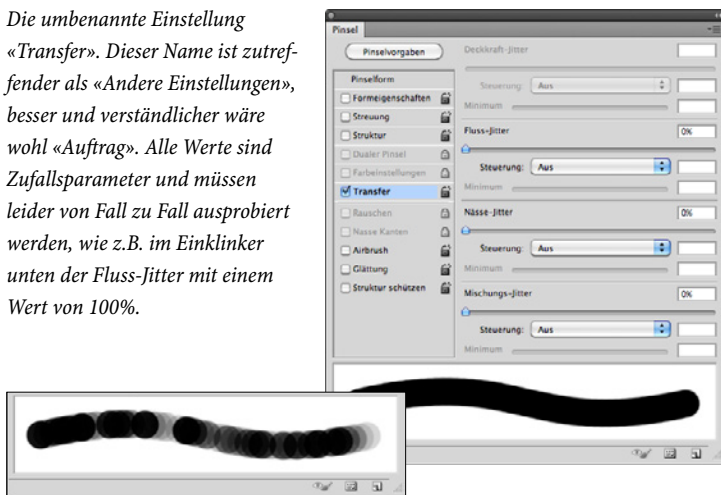 Die umbenannte Einstellung
«Transfer». Dieser Name ist zutref-
fender als «Andere Einstellungen»,
besser und verständlicher wäre
wohl «Auftrag». Alle Werte sind
Zufallsparameter und müssen
leider von Fall zu Fall ausprobiert
werden, wie z.B. im Einklinker
unten der Fluss-Jitter mit einem
Wert von 100%.
Pinsel
Pinselvorgaben
Pinselform
Formeigenschaften
Streuung
Struktur
Dualer Pinsel
Farbeinstellungen
Transfer
Rauschen
Nasse Kanten
Airbrush
Glättung
Struktur schützen
Deckkraft-Jitter
Steuerung: Aus
Minimum
Fluss-Jitter 0%
Steuerung: Aus
Minimum
Nässe-Jitter 0%
Steuerung: Aus
Minimum
Mischungs-Jitter 0%
Steuerung: Aus
Minimum